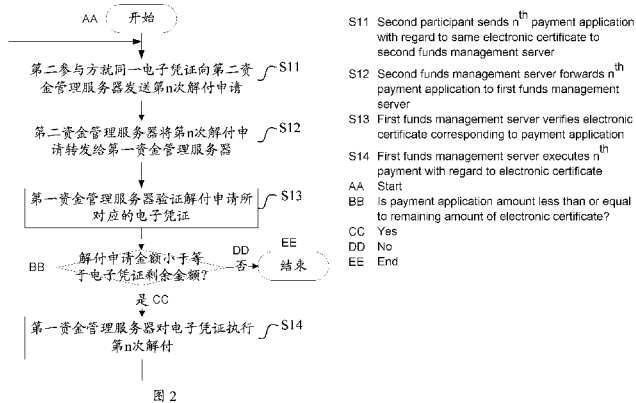 AA
开始
第二参与方就同一电子凭证向第二资
金管理服务器发送第n次解付申请
S11
第二资金管理服务器将第n次解付申
请转发给第一资金管理服务器
S12
第一资金管理服务器验证解付申请所
对应的电子凭证
S13
BB
解付申请金额小于等
于电子凭证剩余金额?
DD
否
EE
结束
是 CC
第一资金管理服务器对电子凭证执行
第n次解付
S14
图 2
S11 Second participant sends nth payment application
with regard to same electronic certificate to
second funds management server
S12 Second funds management server forwards nth
payment application to first funds management
server
S13 First funds management server verifies electronic
certificate corresponding to payment application
S14 First funds management server executes nth
payment with regard to electronic certificate
AA Start
BB Is payment application amount less than or equal
to remaining amount of electronic certificate?
CC Yes
DD No
EE End